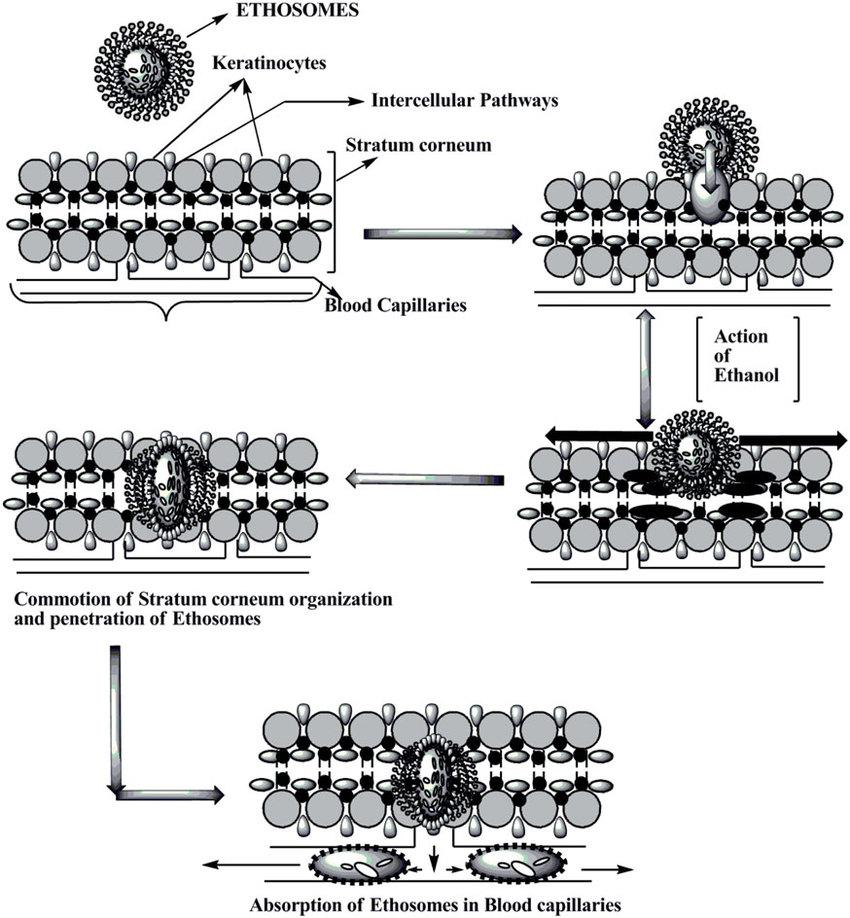 ETHOSOMES
Keratinocytes
Intercellular Pathways
Stratum corneum
Blood Capillaries
Action
of
Ethanol
Commotion of Stratum corneum organization
and penetration of Ethosomes
Absorption of Ethosomes in Blood capillaries